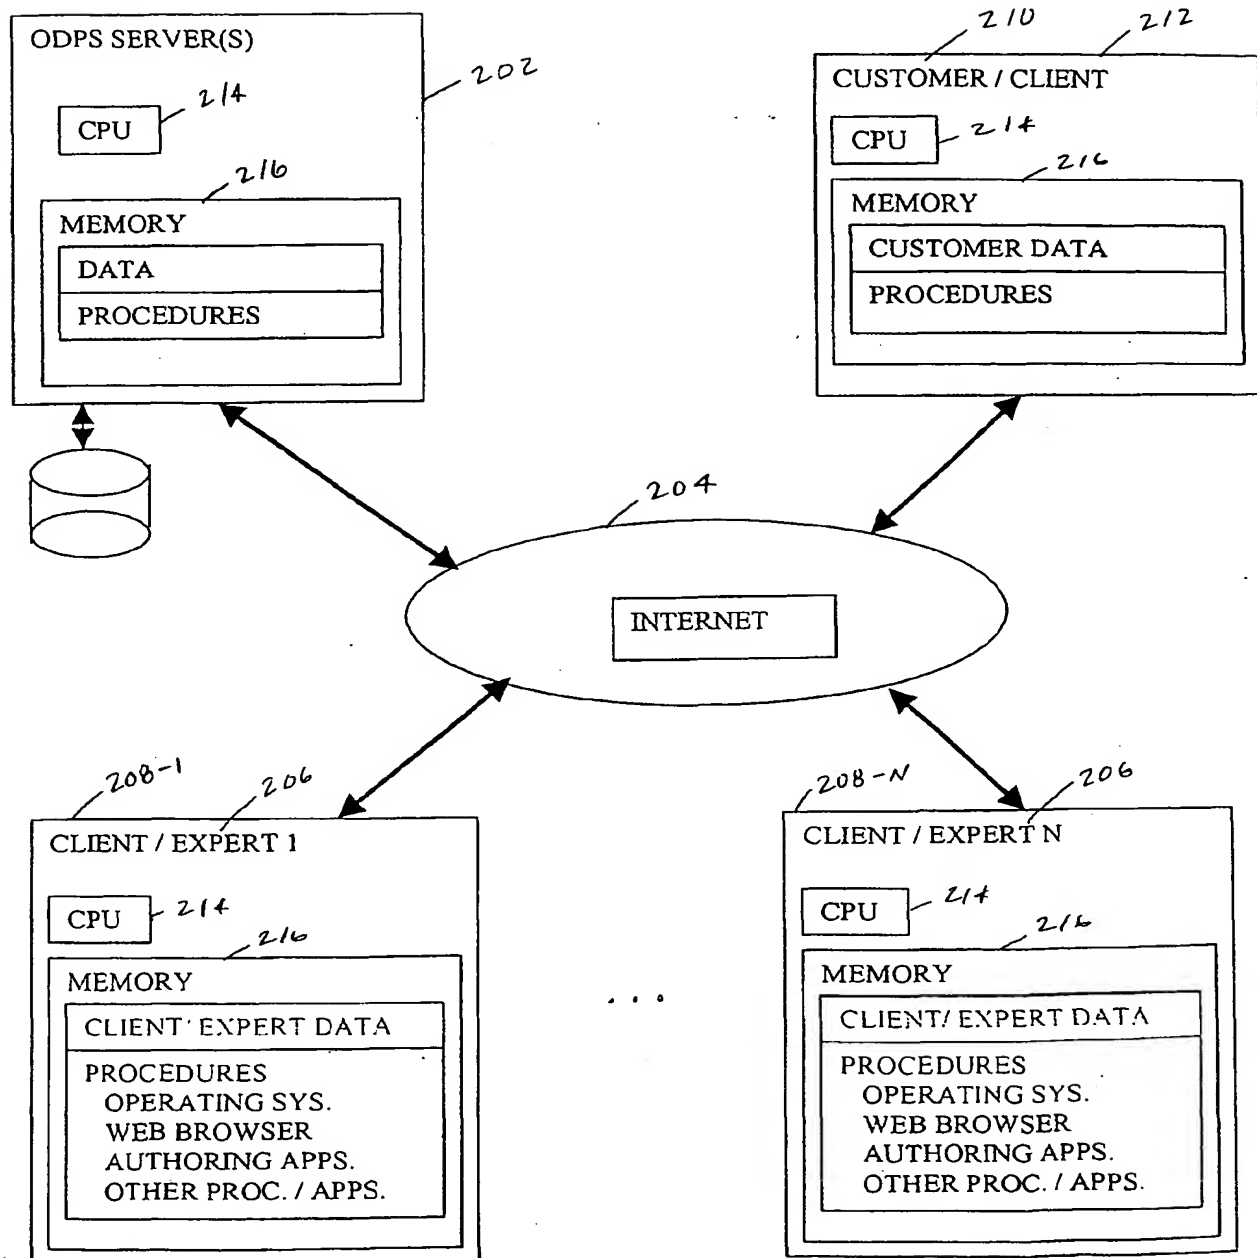 ODPS SERVER(S)
202
214
CPU
216
MEMORY
DATA
PROCEDURES
210
212
CUSTOMER / CLIENT
CPU
214
216
MEMORY
CUSTOMER DATA
PROCEDURES
204
INTERNET
208-1
206
CLIENT / EXPERT 1
CPU
214
216
MEMORY
CLIENT' EXPERT DATA
PROCEDURES
OPERATING SYS.
WEB BROWSER
AUTHORING APPS.
OTHER PROC. / APPS.
...
208-N
206
CLIENT / EXPERT N
CPU
214
216
MEMORY
CLIENT/ EXPERT DATA
PROCEDURES
OPERATING SYS.
WEB BROWSER
AUTHORING APPS.
OTHER PROC. / APPS.